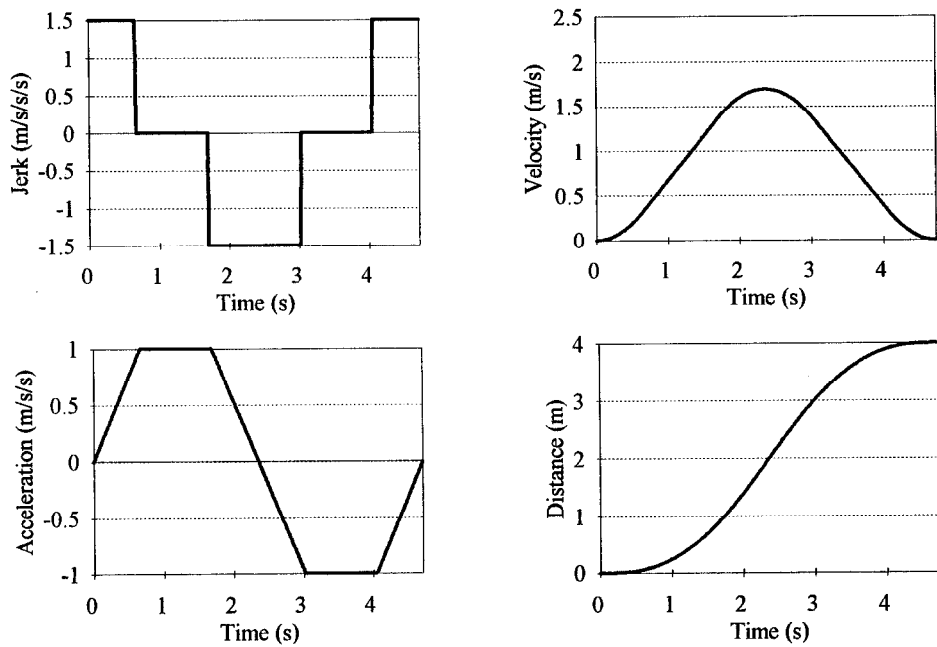 1.5
1
0.5
0
-0.5
-1
-1.5
Jerk (m/s/s/s)
0 1 2 3 4
Time (s)
2.5
2
1.5
1
0.5
0
Velocity (m/s)
0 1 2 3 4
Time (s)
1
0.5
0
-0.5
-1
Acceleration (m/s/s)
0 1 2 3 4
Time (s)
4
3
2
1
0
Distance (m)
0 1 2 3 4
Time (s)